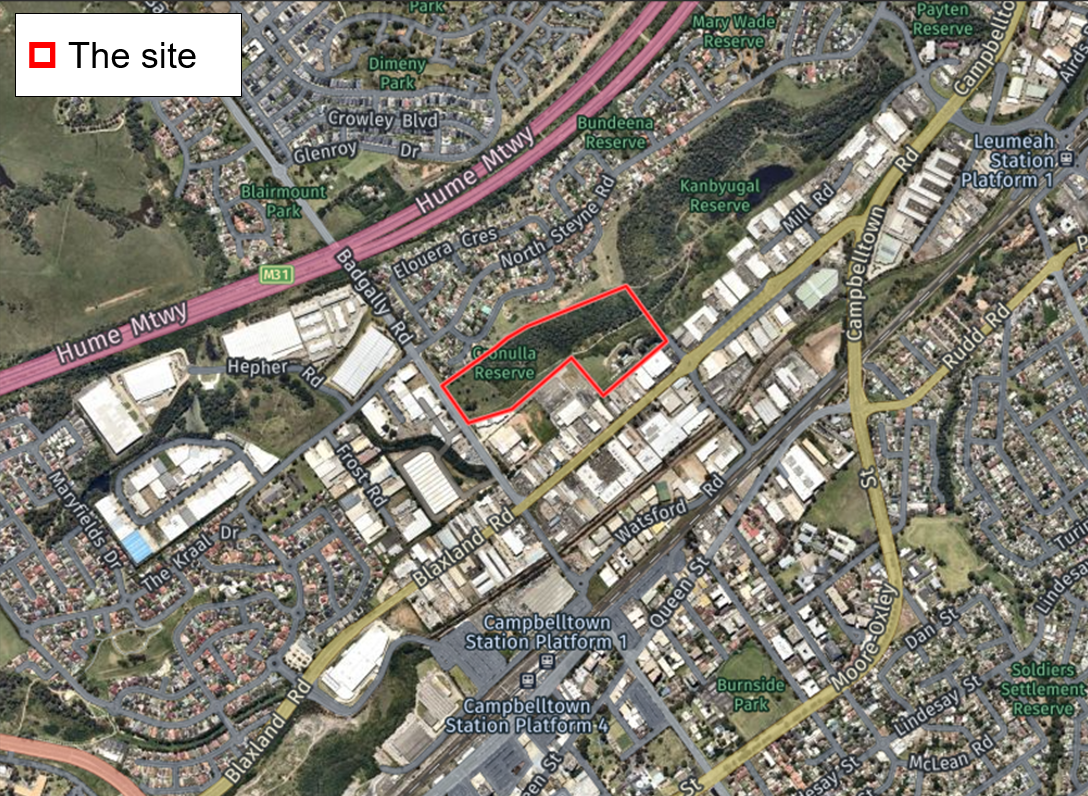 The site
Park
Mary Wade
Reserve
Payten
Reserve
Dimeny
Park
Crowley Blvd
Glenroy Dr
Bundeena
Reserve
Hume Mtwy
Campbelltown Rd
Leumeah
Station
Platform 1
Blairmount
Park
Kanbyugal
Reserve
Mill Rd
Elouera Cres
North Steyne Rd
M31
Badgally Rd
Campbelltown
St
Hume Mtwy
Hepher Rd
Cronulla
Reserve
Rudd Rd
Frost Rd
Maryfields Dr
The Kraal Dr
Blaxland Rd
Watsford Rd
Queen St
Campbelltown
Station Platform 1
Campbelltown
Station Platform 4
Moore-Oxley
St
Dan St
Burnside
Park
Lindesay St
Soldiers
Settlement
Reserve
McLean Rd
Blaxland Rd